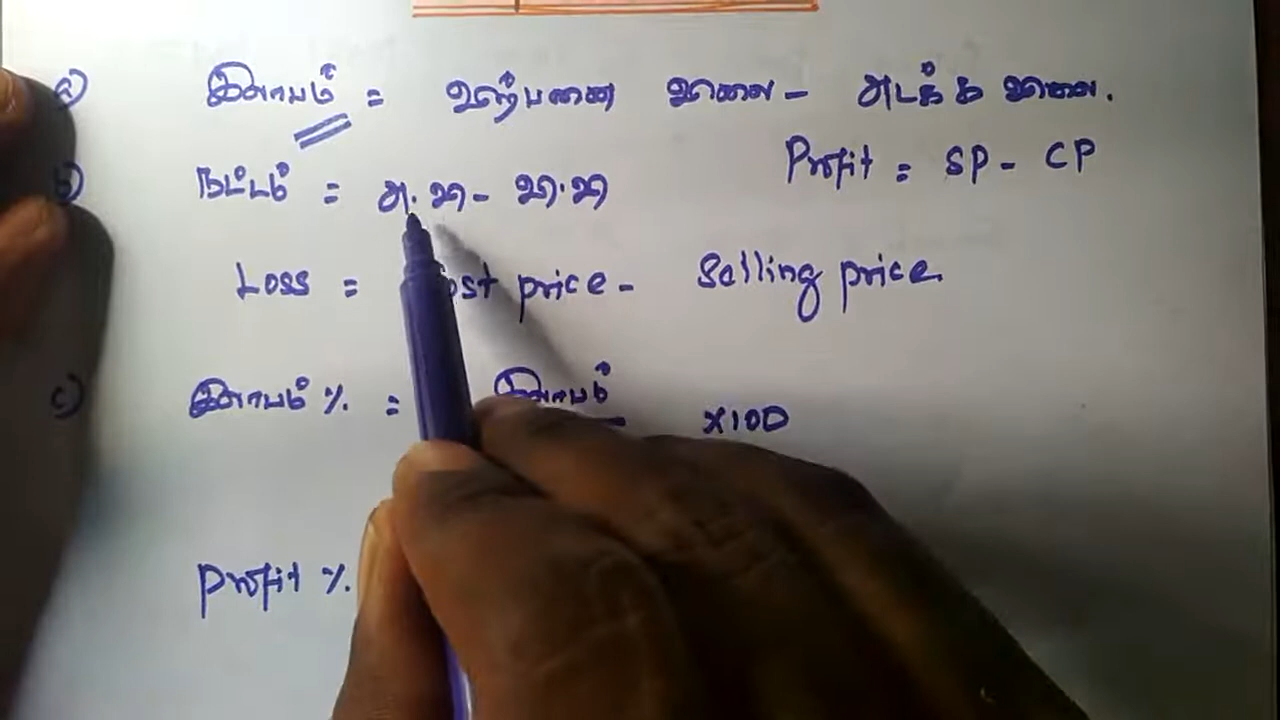 a) இலாபம் = விற்பனை விலை - அடக்க விலை.
Profit = SP - CP
b) நட்டம் = அ.வி - வி.வி
Loss = Cost price - Selling price
c) இலாபம் % = இலாபம்
x100
Profit %